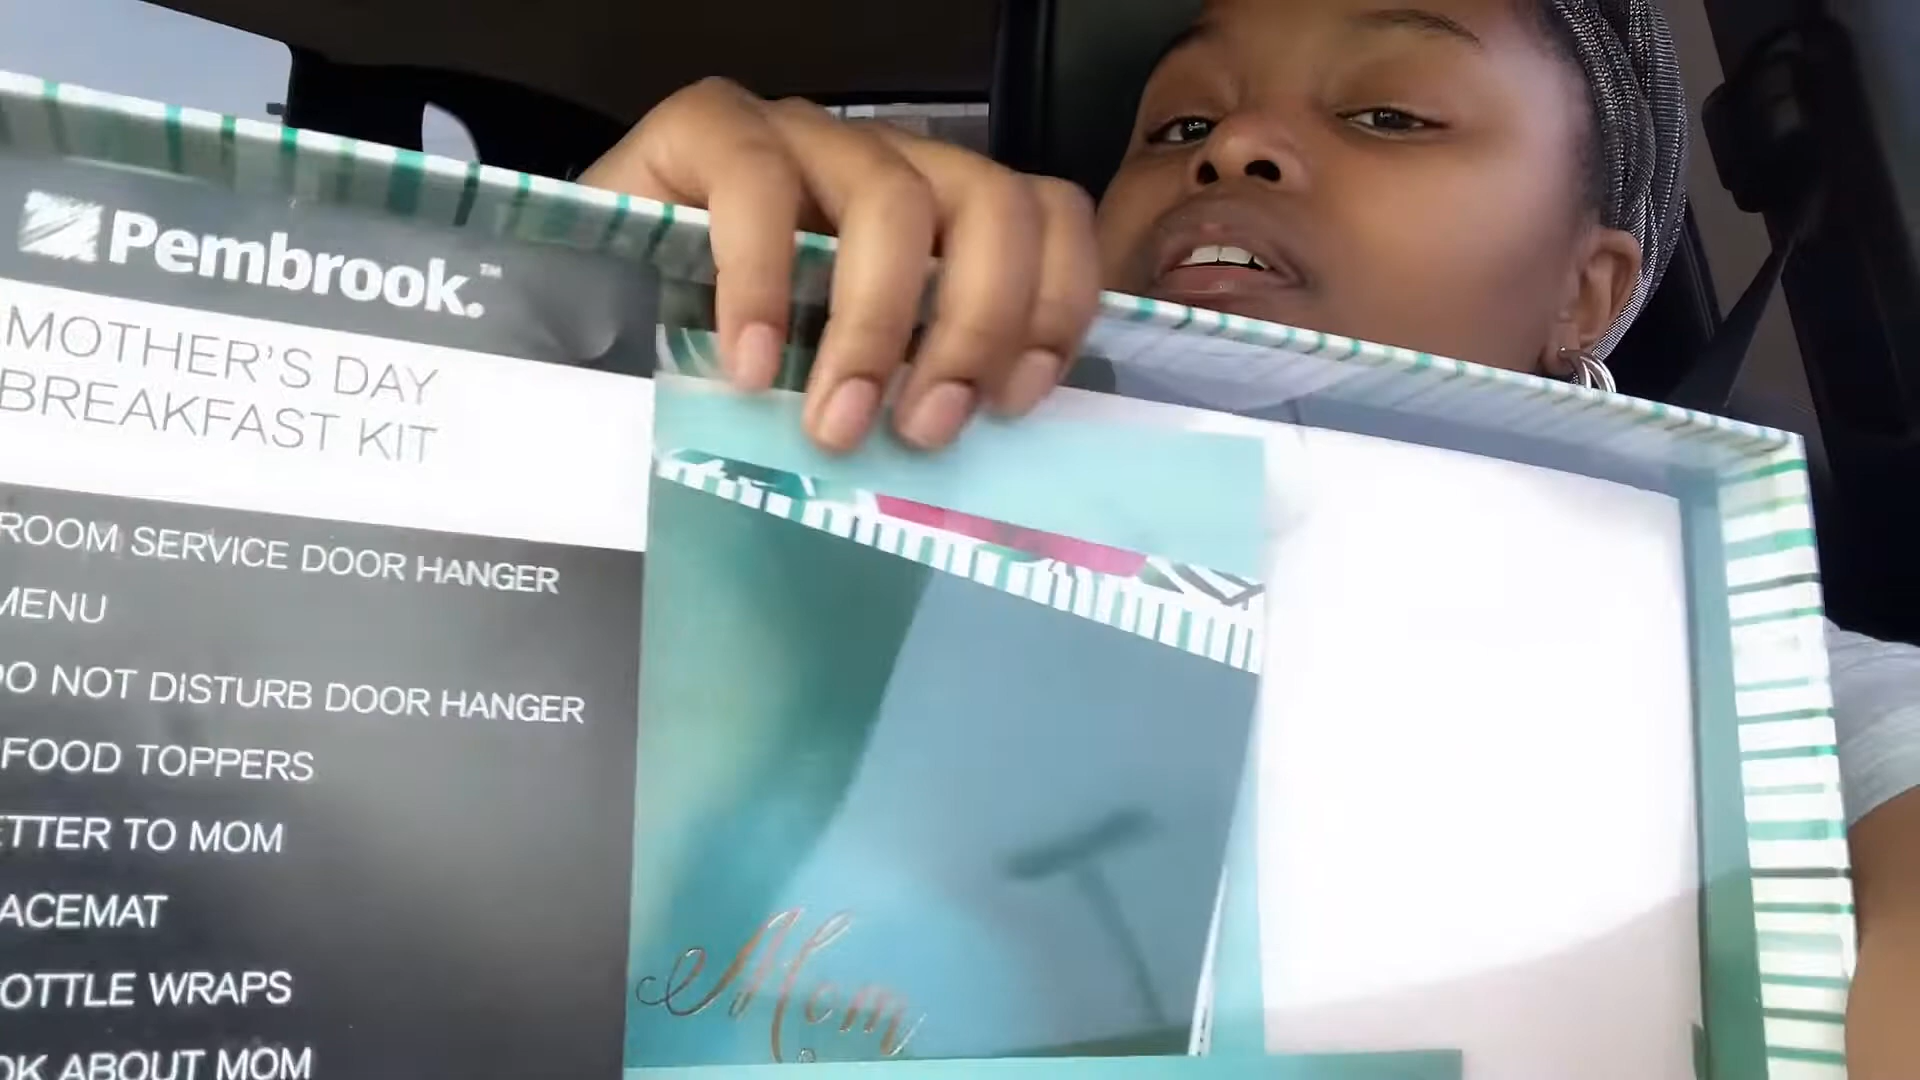 Pembrook.™
MOTHER'S DAY
BREAKFAST KIT
ROOM SERVICE DOOR HANGER
MENU
DO NOT DISTURB DOOR HANGER
FOOD TOPPERS
ETTER TO MOM
ACEMAT
OTTLE WRAPS
OK ABOUT MOM
Mom